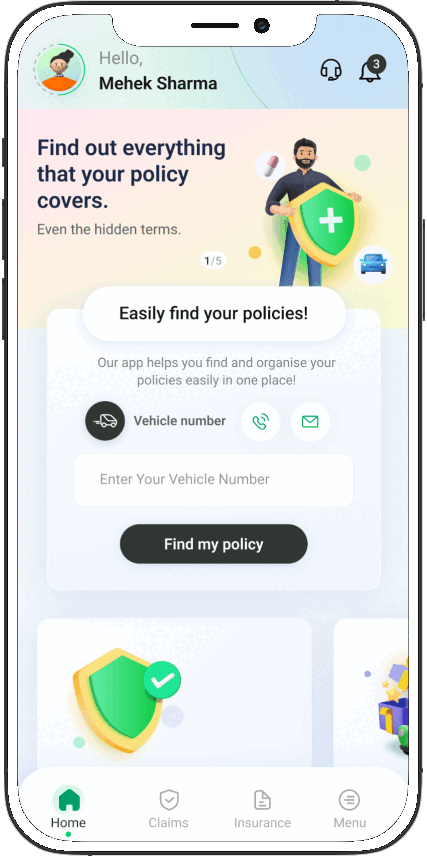 Hello,
3
Mehek Sharma
Find out everything
that your policy
covers.
Even the hidden terms.
1/5
Easily find your policies!
Our app helps you find and organise your
policies easily in one place!
Vehicle number
Enter Your Vehicle Number
Find my policy
Home Claims Insurance Menu